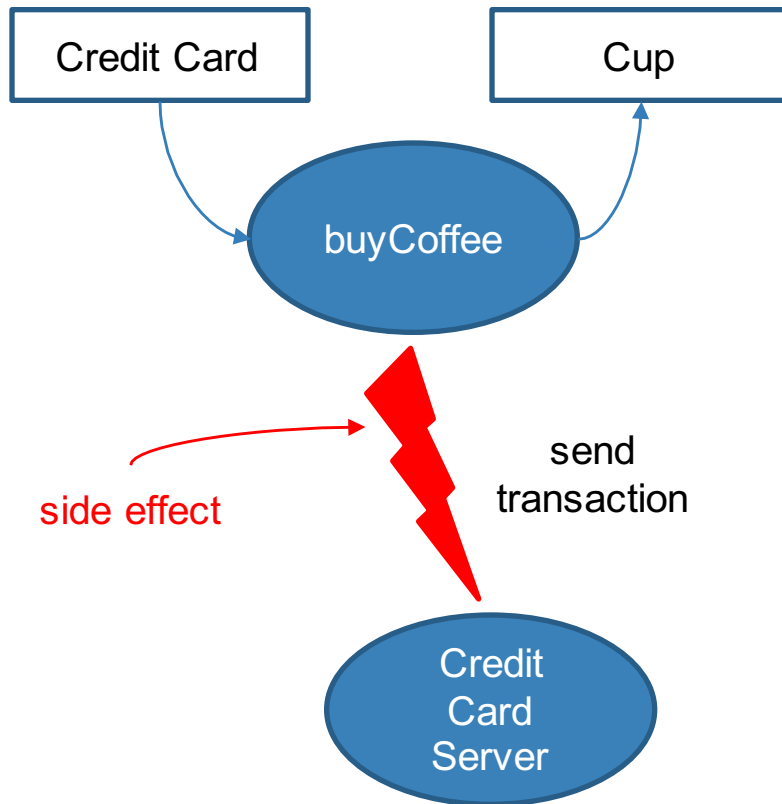 Credit Card
Cup
buyCoffee
send
transaction
side effect
Credit
Card
Server